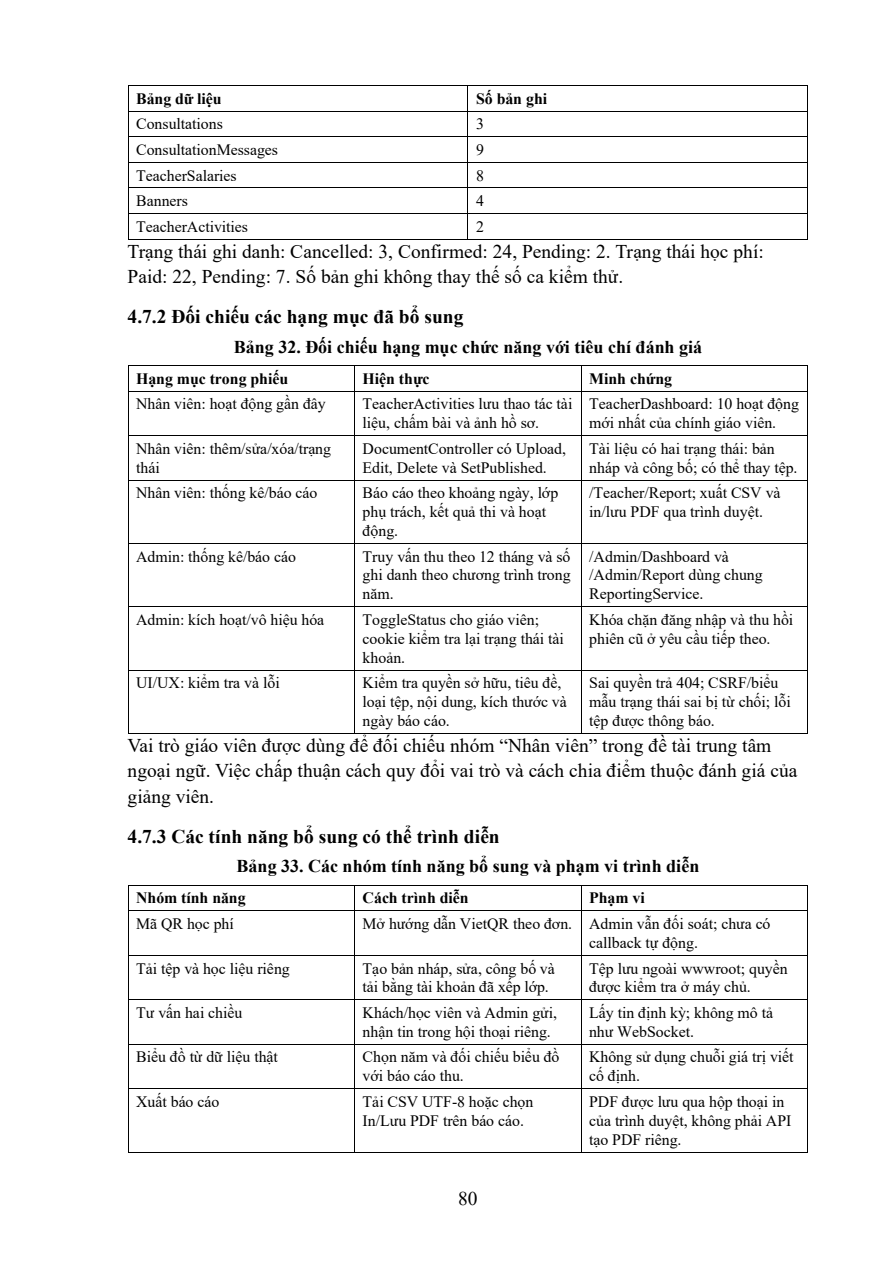 Bảng dữ liệu Số bản ghi
Consultations 3
ConsultationMessages 9
TeacherSalaries 8
Banners 4
TeacherActivities 2
Trạng thái ghi danh: Cancelled: 3, Confirmed: 24, Pending: 2. Trạng thái học phí:
Paid: 22, Pending: 7. Số bản ghi không thay thế số ca kiểm thử.
4.7.2 Đối chiếu các hạng mục đã bổ sung
Bảng 32. Đối chiếu hạng mục chức năng với tiêu chí đánh giá
Hạng mục trong phiếu Hiện thực Minh chứng
Nhân viên: hoạt động gần đây TeacherActivities lưu thao tác tài TeacherDashboard: 10 hoạt động
liệu, chấm bài và ảnh hồ sơ. mới nhất của chính giáo viên.
Nhân viên: thêm/sửa/xóa/trạng DocumentController có Upload, Tài liệu có hai trạng thái: bản
thái Edit, Delete và SetPublished. nháp và công bố; có thể thay tệp.
Nhân viên: thống kê/báo cáo Báo cáo theo khoảng ngày, lớp /Teacher/Report; xuất CSV và
phụ trách, kết quả thi và hoạt in/lưu PDF qua trình duyệt.
động.
Admin: thống kê/báo cáo Truy vấn thu theo 12 tháng và số /Admin/Dashboard và
ghi danh theo chương trình trong /Admin/Report dùng chung
năm. ReportingService.
Admin: kích hoạt/vô hiệu hóa ToggleStatus cho giáo viên; Khóa chặn đăng nhập và thu hồi
cookie kiểm tra lại trạng thái tài phiên cũ ở yêu cầu tiếp theo.
khoản.
UI/UX: kiểm tra và lỗi Kiểm tra quyền sở hữu, tiêu đề, Sai quyền trả 404; CSRF/biểu
loại tệp, nội dung, kích thước và mẫu trạng thái sai bị từ chối; lỗi
ngày báo cáo. tệp được thông báo.
Vai trò giáo viên được dùng để đối chiếu nhóm “Nhân viên” trong đề tài trung tâm
ngoại ngữ. Việc chấp thuận cách quy đổi vai trò và cách chia điểm thuộc đánh giá của
giảng viên.
4.7.3 Các tính năng bổ sung có thể trình diễn
Bảng 33. Các nhóm tính năng bổ sung và phạm vi trình diễn
Nhóm tính năng Cách trình diễn Phạm vi
Mã QR học phí Mở hướng dẫn VietQR theo đơn. Admin vẫn đối soát; chưa có
callback tự động.
Tải tệp và học liệu riêng Tạo bản nháp, sửa, công bố và Tệp lưu ngoài wwwroot; quyền
tải bằng tài khoản đã xếp lớp. được kiểm tra ở máy chủ.
Tư vấn hai chiều Khách/học viên và Admin gửi, Lấy tin định kỳ; không mô tả
nhận tin trong hội thoại riêng. như WebSocket.
Biểu đồ từ dữ liệu thật Chọn năm và đối chiếu biểu đồ Không sử dụng chuỗi giá trị viết
với báo cáo thu. cố định.
Xuất báo cáo Tải CSV UTF-8 hoặc chọn PDF được lưu qua hộp thoại in
In/Lưu PDF trên báo cáo. của trình duyệt, không phải API
tạo PDF riêng.
80